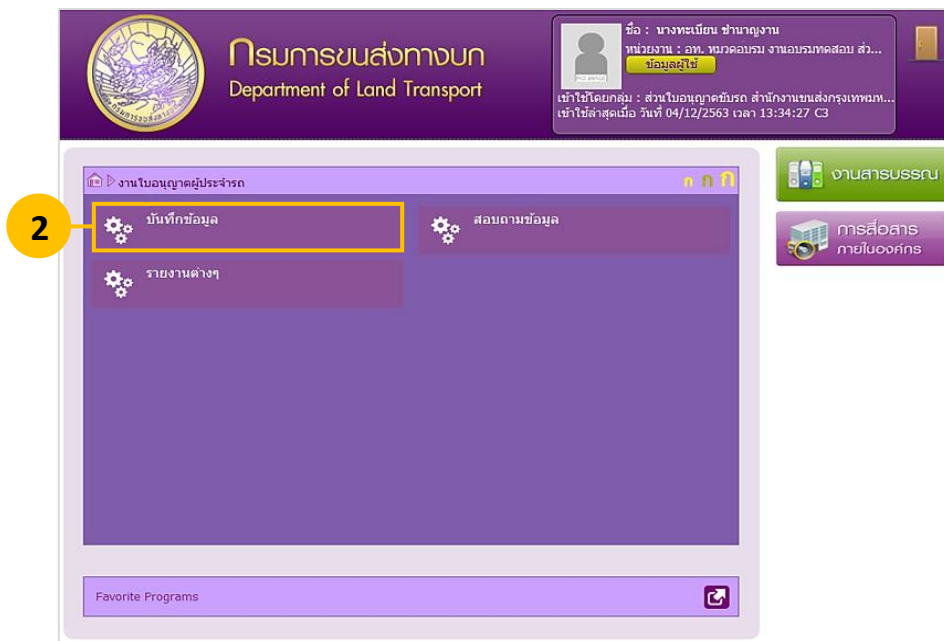 กรมการขนส่งทางบก
Department of Land Transport
ชื่อ : นางทะเบียน ชำนาญงาน
หน่วยงาน : อท. หมวดอบรม งานอบรมทดสอบ ส่ว...
ข้อมูลผู้ใช้
เข้าใช้โดยกลุ่ม : ส่วนใบอนุญาตขับรถ สำนักงานขนส่งกรุงเทพมห...
เข้าใช้ล่าสุดเมื่อ วันที่ 04/12/2563 เวลา 13:34:27 C3
งานใบอนุญาตผู้ประจำรถ
ก ก ก
งานสารบรรณ
2
บันทึกข้อมูล
สอบถามข้อมูล
การสื่อสาร
ภายในองค์กร
รายงานต่างๆ
Favorite Programs